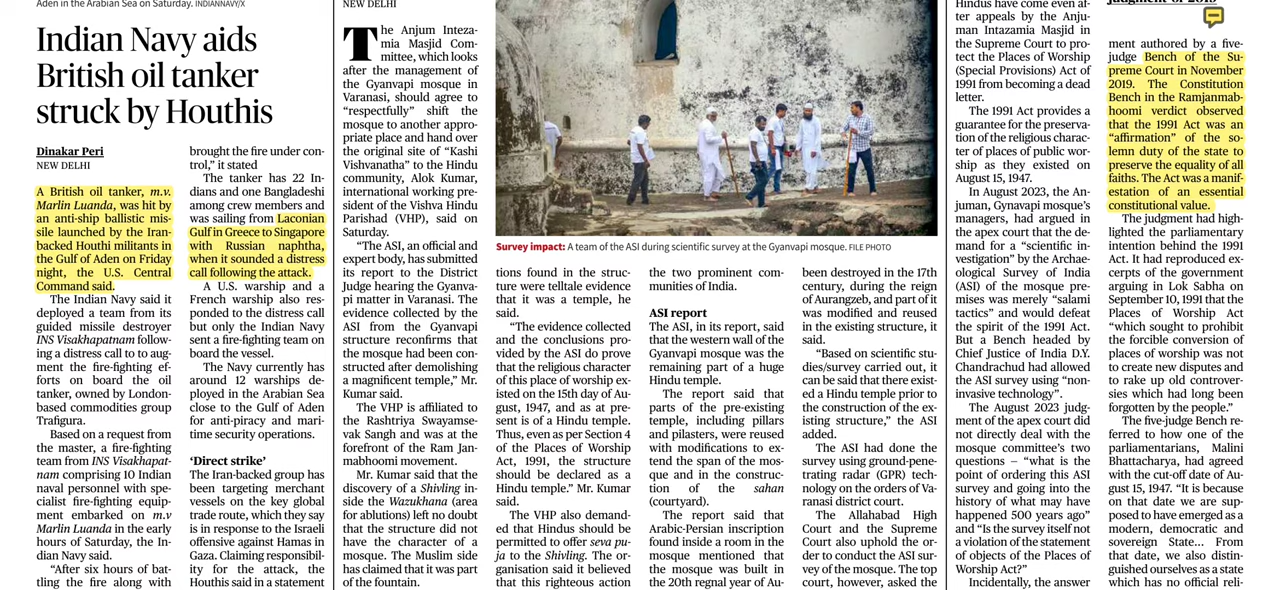 Aden in the Arabian Sea on Saturday. INDIANNAVY/X
Indian Navy aids
British oil tanker
struck by Houthis
Dinakar Peri
NEW DELHI
A British oil tanker, m.v.
Marlin Luanda, was hit by
an anti-ship ballistic mis-
sile launched by the Iran-
backed Houthi militants in
the Gulf of Aden on Friday
night, the U.S. Central
Command said.
The Indian Navy said it
deployed a team from its
guided missile destroyer
INS Visakhapatnam follow-
ing a distress call to to aug-
ment the fire-fighting ef-
forts on board the oil
tanker, owned by London-
based commodities group
Trafigura.
Based on a request from
the master, a fire-fighting
team from INS Visakhapat-
nam comprising 10 Indian
naval personnel with spe-
cialist fire-fighting equip-
ment embarked on m.v
Marlin Luanda in the early
hours of Saturday, the In-
dian Navy said.
“After six hours of bat-
tling the fire along with
brought the fire under con-
trol,” it stated
The tanker has 22 In-
dians and one Bangladeshi
among crew members and
was sailing from Laconian
Gulf in Greece to Singapore
with Russian naphtha,
when it sounded a distress
call following the attack.
A U.S. warship and a
French warship also res-
ponded to the distress call
but only the Indian Navy
sent a fire-fighting team on
board the vessel.
The Navy currently has
around 12 warships de-
ployed in the Arabian Sea
close to the Gulf of Aden
for anti-piracy and mari-
time security operations.
‘Direct strike’
The Iran-backed group has
been targeting merchant
vessels on the key global
trade route, which they say
is in response to the Israeli
offensive against Hamas in
Gaza. Claiming responsibil-
ity for the attack, the
Houthis said in a statement
NEW DELHI
The Anjum Inteza-
mia Masjid Com-
mittee, which looks
after the management of
the Gyanvapi mosque in
Varanasi, should agree to
“respectfully” shift the
mosque to another appro-
priate place and hand over
the original site of “Kashi
Vishvanatha” to the Hindu
community, Alok Kumar,
international working pre-
sident of the Vishva Hindu
Parishad (VHP), said on
Saturday.
“The ASI, an official and
expert body, has submitted
its report to the District
Judge hearing the Gyanva-
pi matter in Varanasi. The
evidence collected by the
ASI from the Gyanvapi
structure reconfirms that
the mosque had been con-
structed after demolishing
a magnificent temple,” Mr.
Kumar said.
The VHP is affiliated to
the Rashtriya Swayamse-
vak Sangh and was at the
forefront of the Ram Jan-
mabhoomi movement.
Mr. Kumar said that the
discovery of a Shivling in-
side the Wazukhana (area
for ablutions) left no doubt
that the structure did not
have the character of a
mosque. The Muslim side
has claimed that it was part
of the fountain.
Survey impact: A team of the ASI during scientific survey at the Gyanvapi mosque. FILE PHOTO
tions found in the struc-
ture were telltale evidence
that it was a temple, he
said.
“The evidence collected
and the conclusions pro-
vided by the ASI do prove
that the religious character
of this place of worship ex-
isted on the 15th day of Au-
gust, 1947, and as at pre-
sent is of a Hindu temple.
Thus, even as per Section 4
of the Places of Worship
Act, 1991, the structure
should be declared as a
Hindu temple.” Mr. Kumar
said.
The VHP also demand-
ed that Hindus should be
permitted to offer seva pu-
ja to the Shivling. The or-
ganisation said it believed
that this righteous action
the two prominent com-
munities of India.
ASI report
The ASI, in its report, said
that the western wall of the
Gyanvapi mosque was the
remaining part of a huge
Hindu temple.
The report said that
parts of the pre-existing
temple, including pillars
and pilasters, were reused
with modifications to ex-
tend the span of the mos-
que and in the construc-
tion of the sahan
(courtyard).
The report said that
Arabic-Persian inscription
found inside a room in the
mosque mentioned that
the mosque was built in
the 20th regnal year of Au-
been destroyed in the 17th
century, during the reign
of Aurangzeb, and part of it
was modified and reused
in the existing structure, it
said.
“Based on scientific stu-
dies/survey carried out, it
can be said that there exist-
ed a Hindu temple prior to
the construction of the ex-
isting structure,” the ASI
added.
The ASI had done the
survey using ground-pene-
trating radar (GPR) tech-
nology on the orders of Va-
ranasi district court.
The Allahabad High
Court and the Supreme
Court also uphold the or-
der to conduct the ASI sur-
vey of the mosque. The top
court, however, asked the
Hindus have come even af-
ter appeals by the Anju-
man Intazamia Masjid in
the Supreme Court to pro-
tect the Places of Worship
(Special Provisions) Act of
1991 from becoming a dead
letter.
The 1991 Act provides a
guarantee for the preserva-
tion of the religious charac-
ter of places of public wor-
ship as they existed on
August 15, 1947.
In August 2023, the An-
juman, Gynavapi mosque’s
managers, had argued in
the apex court that the de-
mand for a “scientific in-
vestigation” by the Archae-
ological Survey of India
(ASI) of the mosque pre-
mises was merely “salami
tactics” and would defeat
the spirit of the 1991 Act.
But a Bench headed by
Chief Justice of India D.Y.
Chandrachud had allowed
the ASI survey using “non-
invasive technology”.
The August 2023 judg-
ment of the apex court did
not directly deal with the
mosque committee’s two
questions — “what is the
point of ordering this ASI
survey and going into the
history of what may have
happened 500 years ago”
and “Is the survey itself not
a violation of the statement
of objects of the Places of
Worship Act?”
Incidentally, the answer
judgment of 2019
ment authored by a five-
judge Bench of the Su-
preme Court in November
2019. The Constitution
Bench in the Ramjanmab-
hoomi verdict observed
that the 1991 Act was an
“affirmation” of the so-
lemn duty of the state to
preserve the equality of all
faiths. The Act was a manif-
estation of an essential
constitutional value.
The judgment had high-
lighted the parliamentary
intention behind the 1991
Act. It had reproduced ex-
cerpts of the government
arguing in Lok Sabha on
September 10, 1991 that the
Places of Worship Act
“which sought to prohibit
the forcible conversion of
places of worship was not
to create new disputes and
to rake up old controver-
sies which had long been
forgotten by the people.”
The five-judge Bench re-
ferred to how one of the
parliamentarians, Malini
Bhattacharya, had agreed
with the cut-off date of Au-
gust 15, 1947. “It is because
on that date we are sup-
posed to have emerged as a
modern, democratic and
sovereign State... From
that date, we also distin-
guished ourselves as a state
which has no official reli-